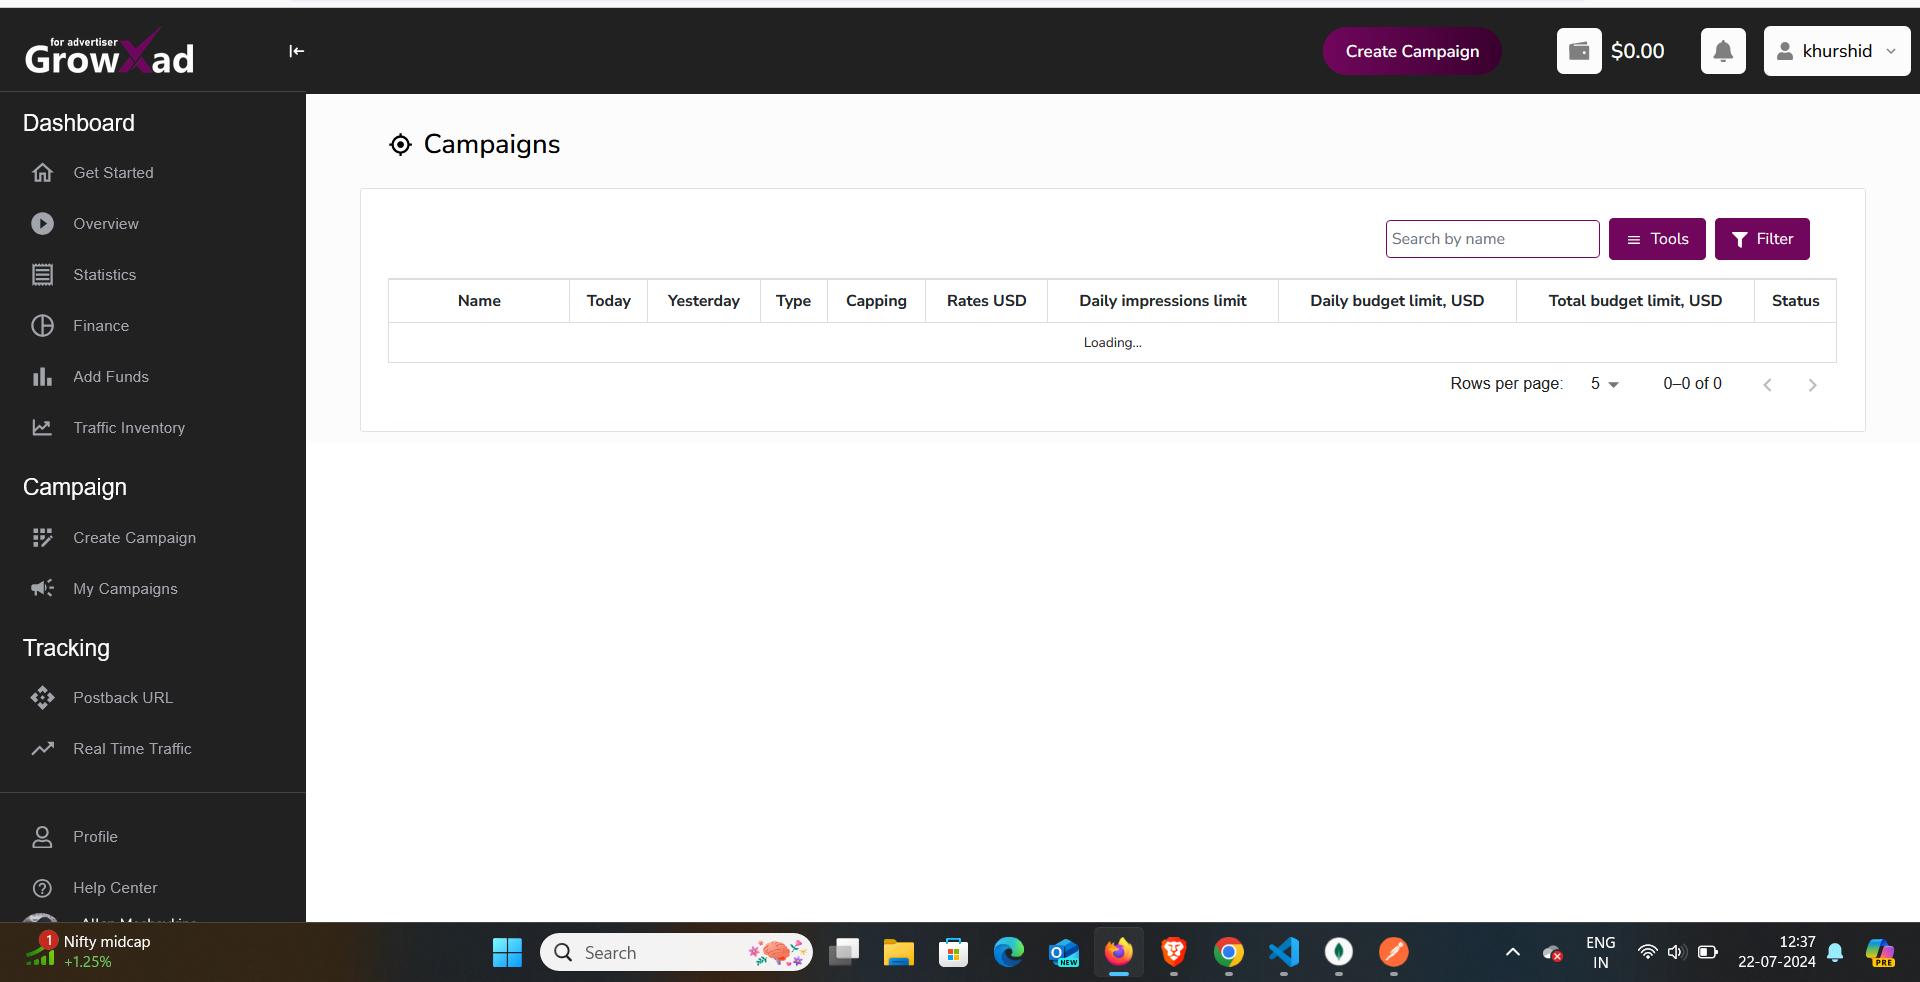 for advertiser
GrowXad
Create Campaign
$0.00
khurshid
Dashboard
Get Started
Overview
Statistics
Finance
Add Funds
Traffic Inventory
Campaign
Create Campaign
My Campaigns
Tracking
Postback URL
Real Time Traffic
Profile
Help Center
Campaigns
Search by name
Tools
Filter
Name Today Yesterday Type Capping Rates USD Daily impressions limit Daily budget limit, USD Total budget limit, USD Status
Loading...
Rows per page: 5 0–0 of 0
1
Nifty midcap
+1.25%
Search
NEW
ENG
IN
12:37
22-07-2024
PRE